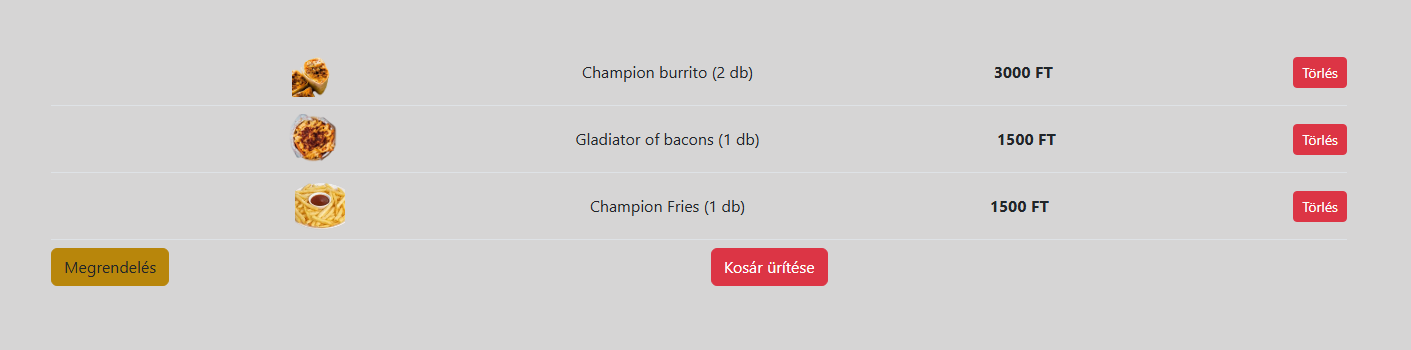 Champion burrito (2 db) 3000 FT Törlés
Gladiator of bacons (1 db) 1500 FT Törlés
Champion Fries (1 db) 1500 FT Törlés
Megrendelés Kosár ürítése